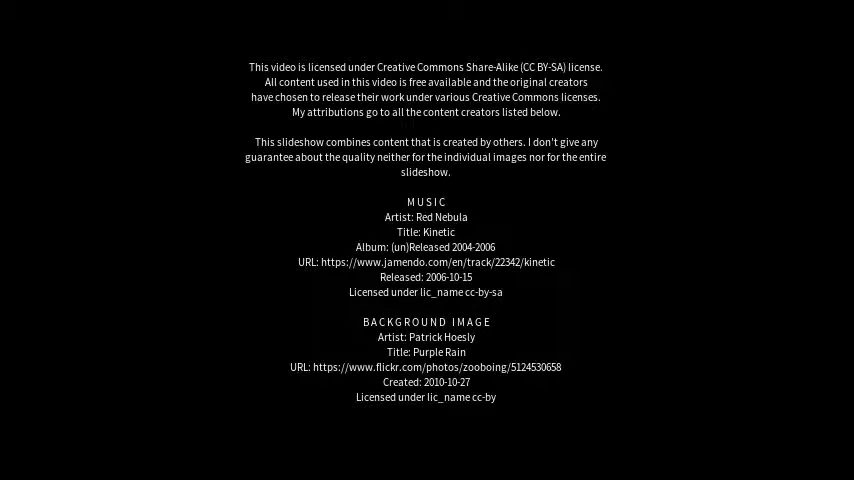 This video is licensed under Creative Commons Share-Alike (CC BY-SA) license.
All content used in this video is free available and the original creators
have chosen to release their work under various Creative Commons licenses.
My attributions go to all the content creators listed below.
This slideshow combines content that is created by others. I don't give any
guarantee about the quality neither for the individual images nor for the entire
slideshow.
MUSIC
Artist: Red Nebula
Title: Kinetic
Album: (un)Released 2004-2006
URL: https://www.jamendo.com/en/track/22342/kinetic
Released: 2006-10-15
Licensed under lic_name cc-by-sa
BACKGROUND IMAGE
Artist: Patrick Hoesly
Title: Purple Rain
URL: https://www.flickr.com/photos/zooboing/5124530658
Created: 2010-10-27
Licensed under lic_name cc-by